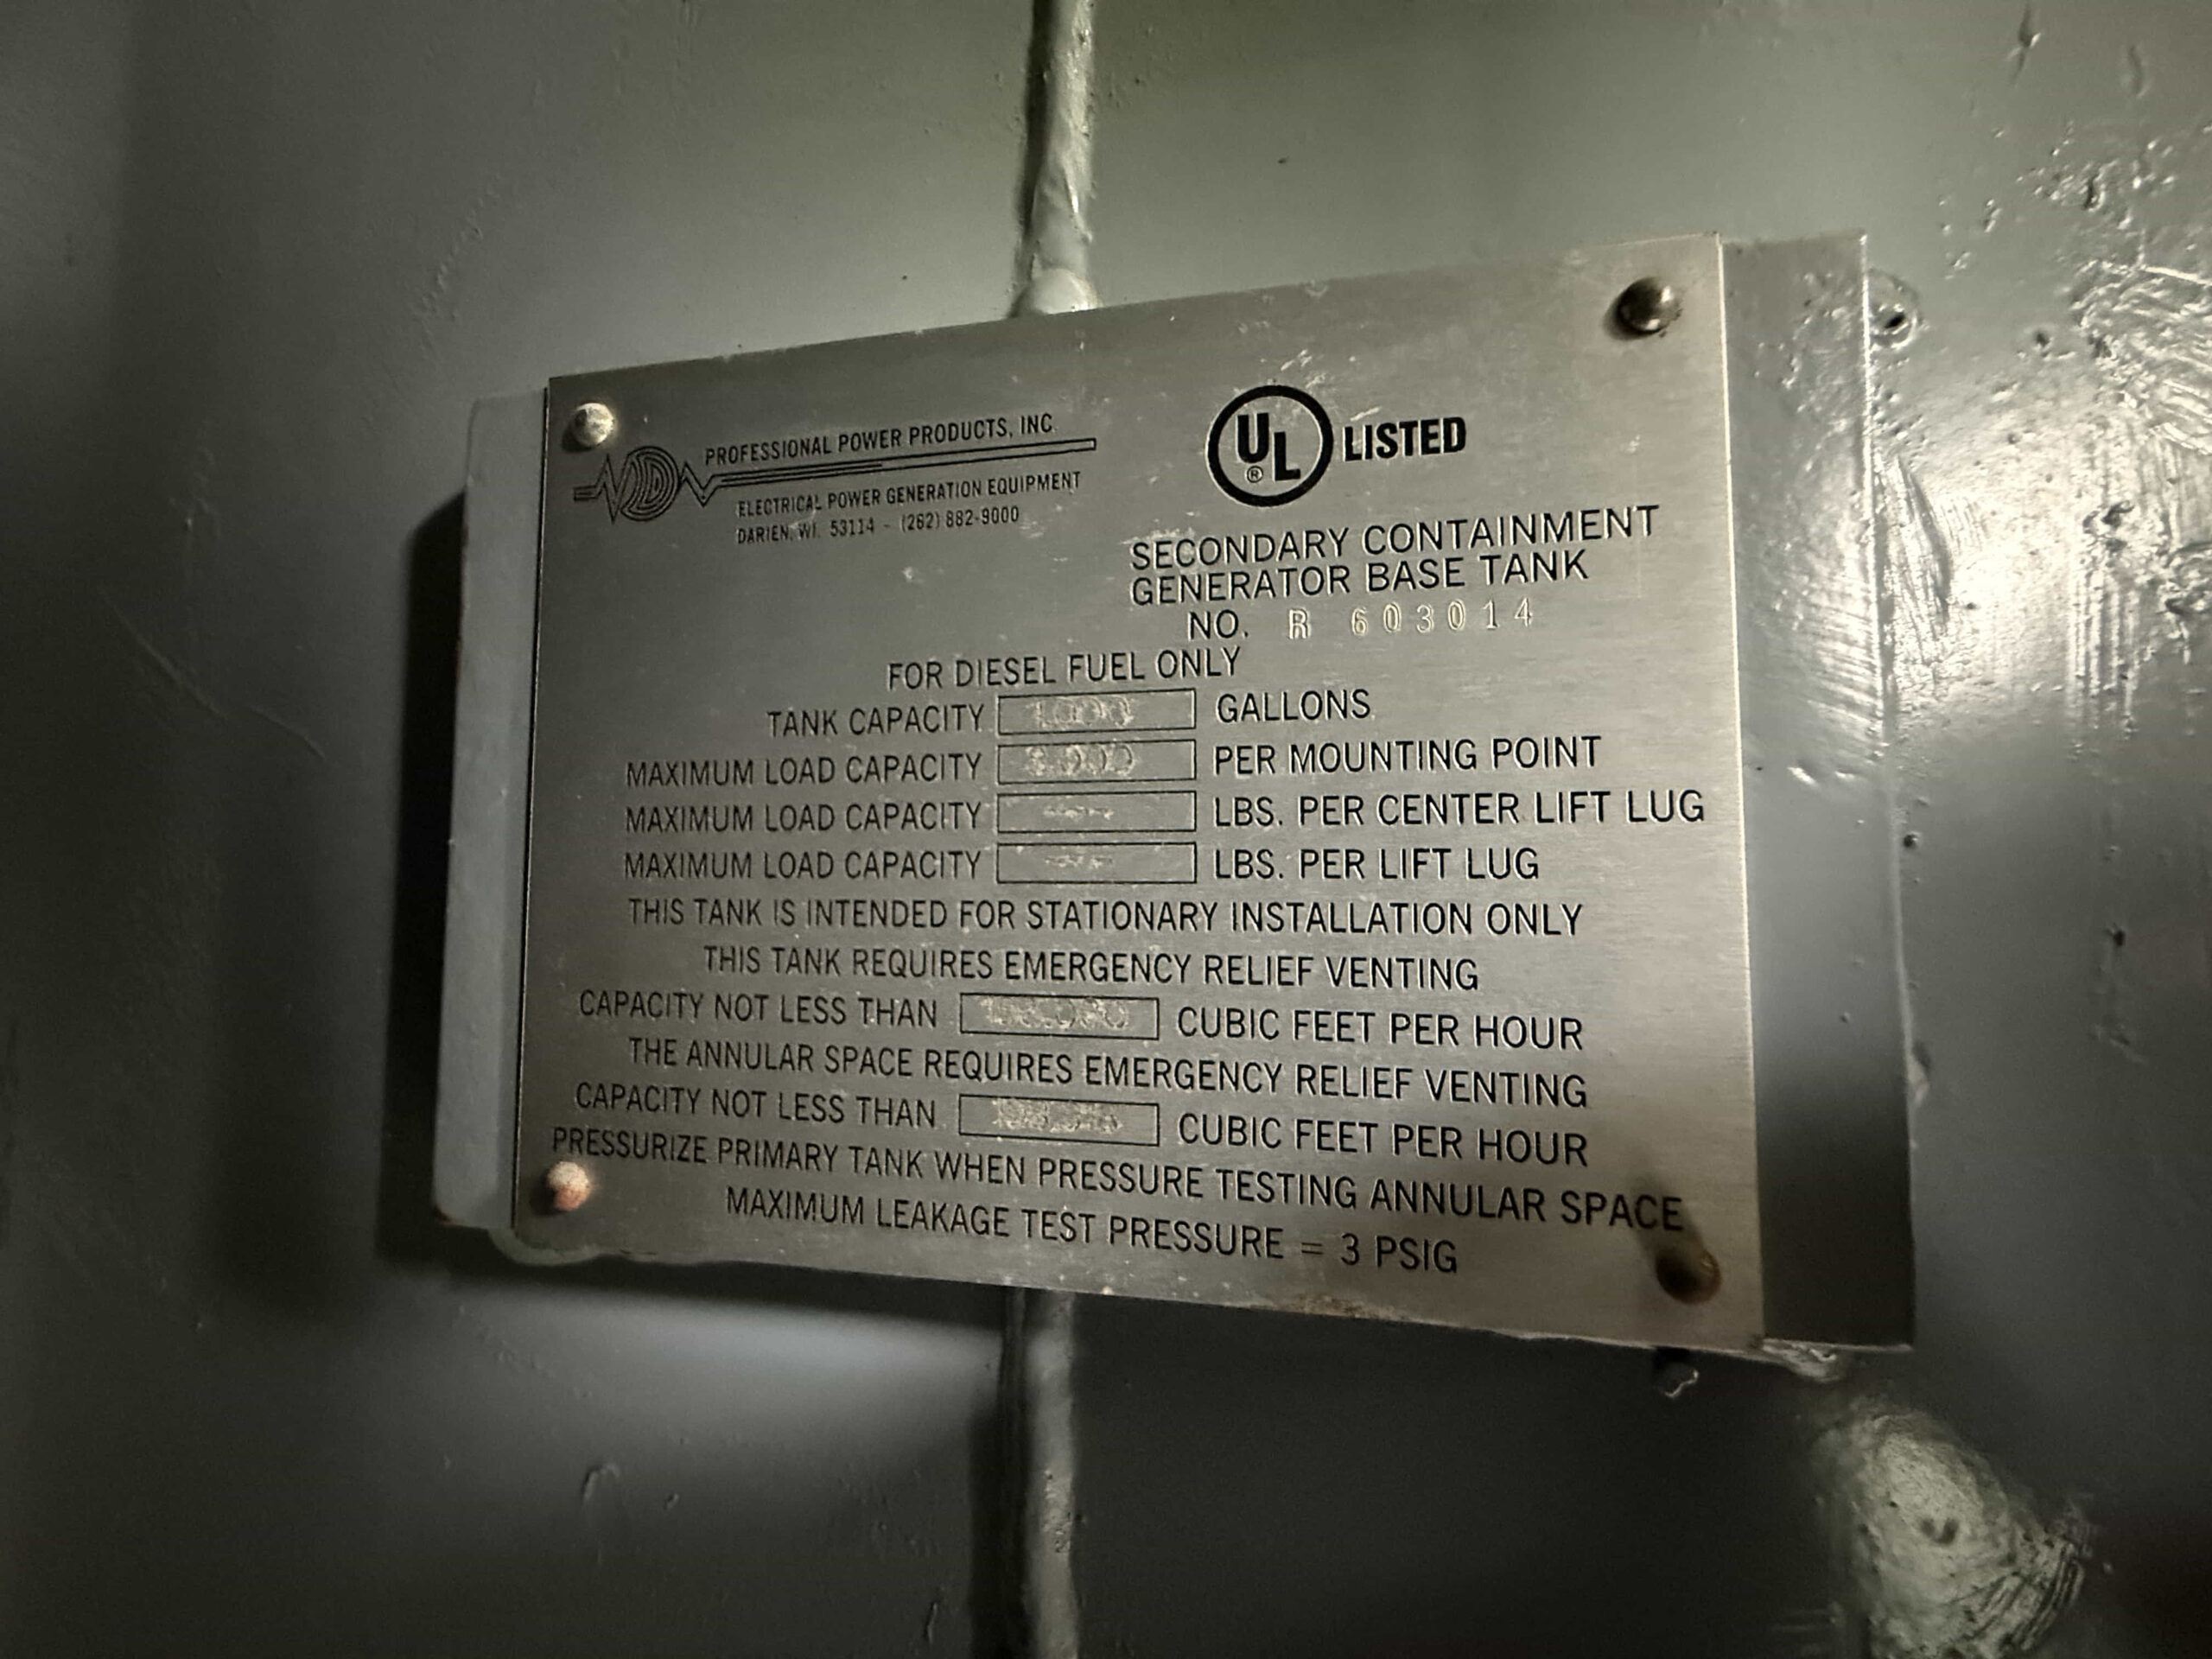 PROFESSIONAL POWER PRODUCTS, INC
ELECTRICAL POWER GENERATION EQUIPMENT
DARIEN, WI. 53114 - (262) 882-9000
UL ® LISTED
SECONDARY CONTAINMENT
GENERATOR BASE TANK
NO. R 603014
FOR DIESEL FUEL ONLY
TANK CAPACITY 1,000 GALLONS
MAXIMUM LOAD CAPACITY PER MOUNTING POINT
MAXIMUM LOAD CAPACITY LBS. PER CENTER LIFT LUG
MAXIMUM LOAD CAPACITY LBS. PER LIFT LUG
THIS TANK IS INTENDED FOR STATIONARY INSTALLATION ONLY
THIS TANK REQUIRES EMERGENCY RELIEF VENTING
CAPACITY NOT LESS THAN CUBIC FEET PER HOUR
THE ANNULAR SPACE REQUIRES EMERGENCY RELIEF VENTING
CAPACITY NOT LESS THAN CUBIC FEET PER HOUR
PRESSURIZE PRIMARY TANK WHEN PRESSURE TESTING ANNULAR SPACE
MAXIMUM LEAKAGE TEST PRESSURE = 3 PSIG